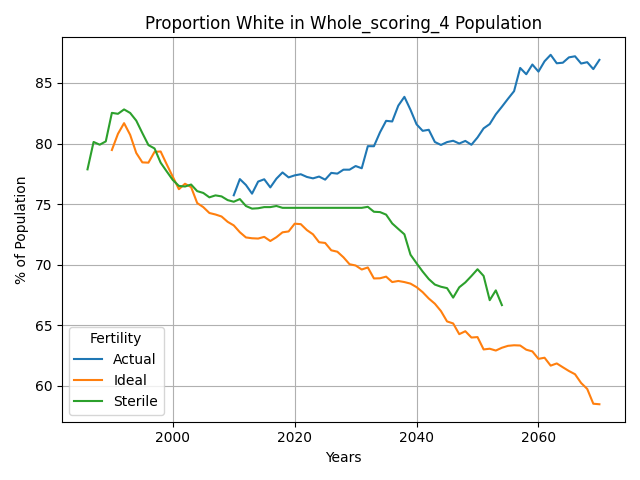 Proportion White in Whole_scoring_4 Population
% of Population
85
80
75
70
65
60
Fertility
Actual
Ideal
Sterile
2000
2020
2040
2060
Years